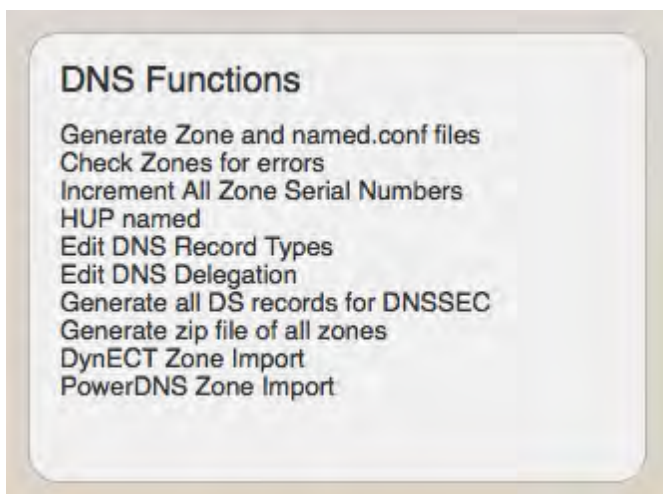 DNS Functions
Generate Zone and named.conf files
Check Zones for errors
Increment All Zone Serial Numbers
HUP named
Edit DNS Record Types
Edit DNS Delegation
Generate all DS records for DNSSEC
Generate zip file of all zones
DynECT Zone Import
PowerDNS Zone Import